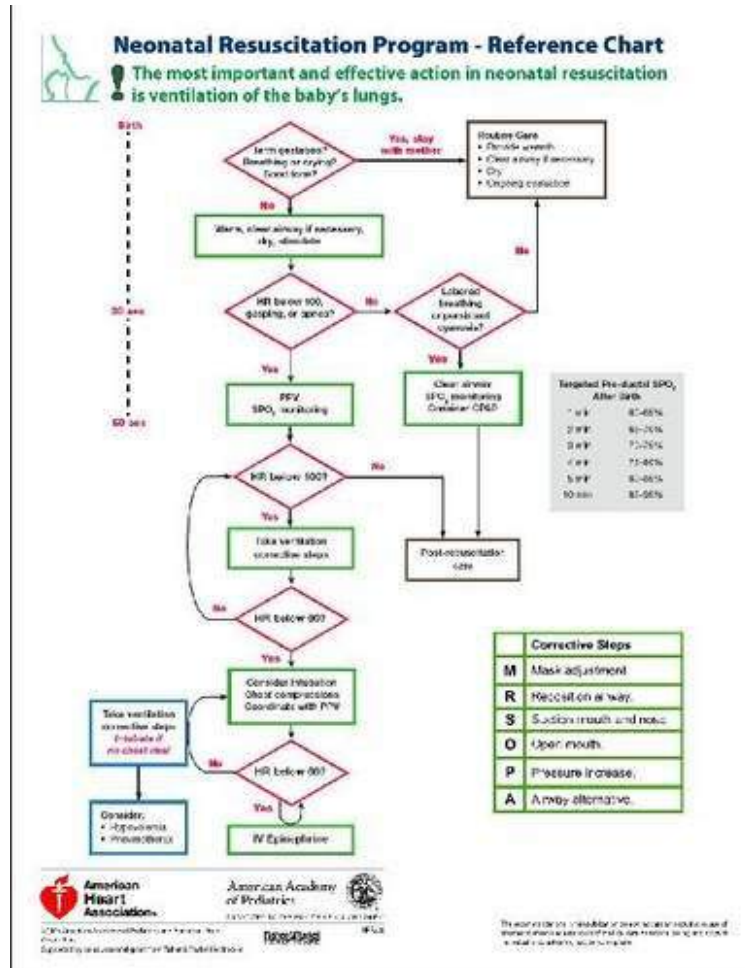 Neonatal Resuscitation Program - Reference Chart
! The most important and effective action in neonatal resuscitation
is ventilation of the baby's lungs.
Birth
Term gestation?
Breathing or crying?
Good tone?
Yes, stay
with mother
Routine Care
• Provide warmth
• Clear airway if necessary
• Dry
• Ongoing evaluation
No
Warm, clear airway if necessary,
dry, stimulate
No
30 sec
HR below 100,
gasping, or apnea?
No
Labored
breathing
or persistent
cyanosis?
Yes
Yes
PPV
SPO₂ monitoring
Clear airway
SPO₂ monitoring
Consider CPAP
60 sec
Targeted Pre-ductal SPO₂
After Birth
1 min 60-65%
2 min 65-70%
3 min 70-75%
4 min 75-80%
5 min 80-85%
10 min 85-95%
HR below 100?
No
Yes
Take ventilation
corrective steps
Post-resuscitation
care
No
HR below 60?
Yes
Consider intubation
Chest compressions
Coordinate with PPV
Take ventilation
corrective steps
Intubate if
no chest rise!
No
HR below 60?
Yes
Consider:
• Hypovolemia
• Pneumothorax
IV Epinephrine
Corrective Steps
M Mask adjustment.
R Reposition airway.
S Suction mouth and nose.
O Open mouth.
P Pressure increase.
A Airway alternative.
American
Heart
Association
American Academy
of Pediatrics